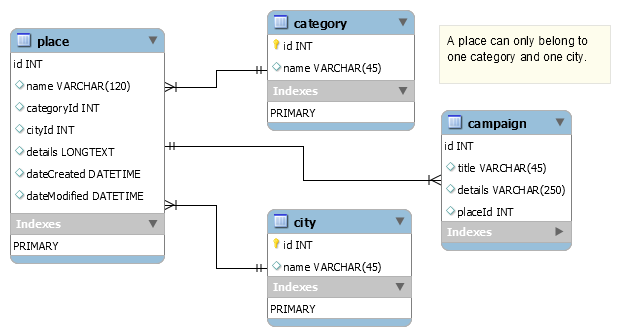 place
id INT
name VARCHAR(120)
categoryId INT
cityId INT
details LONGTEXT
dateCreated DATETIME
dateModified DATETIME
Indexes
PRIMARY
category
id INT
name VARCHAR(45)
Indexes
PRIMARY
A place can only belong to
one category and one city.
campaign
id INT
title VARCHAR(45)
details VARCHAR(250)
placeId INT
Indexes
city
id INT
name VARCHAR(45)
Indexes
PRIMARY